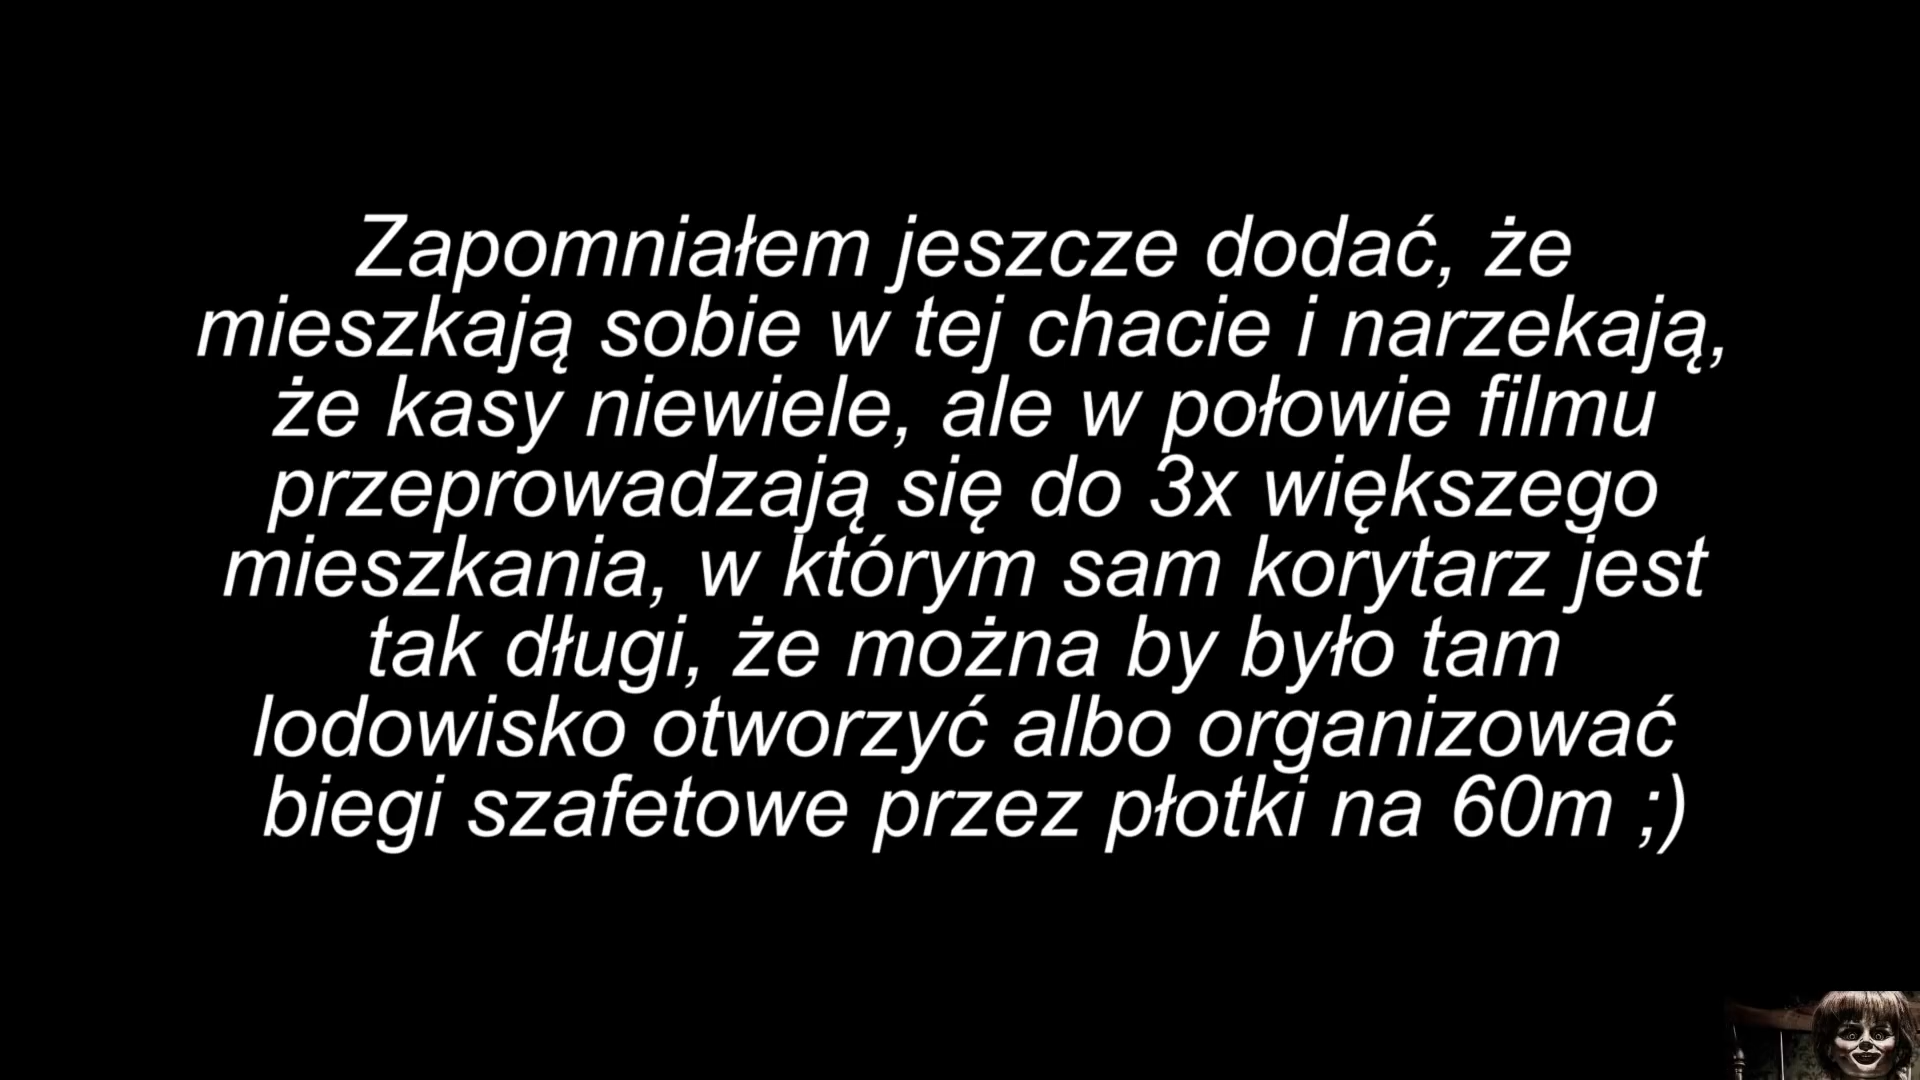 Zapomniałem jeszcze dodać, że
mieszkają sobie w tej chacie i narzekają,
że kasy niewiele, ale w połowie filmu
przeprowadzają się do 3x większego
mieszkania, w którym sam korytarz jest
tak długi, że można by było tam
lodowisko otworzyć albo organizować
biegi szafetowe przez płotki na 60m ;)